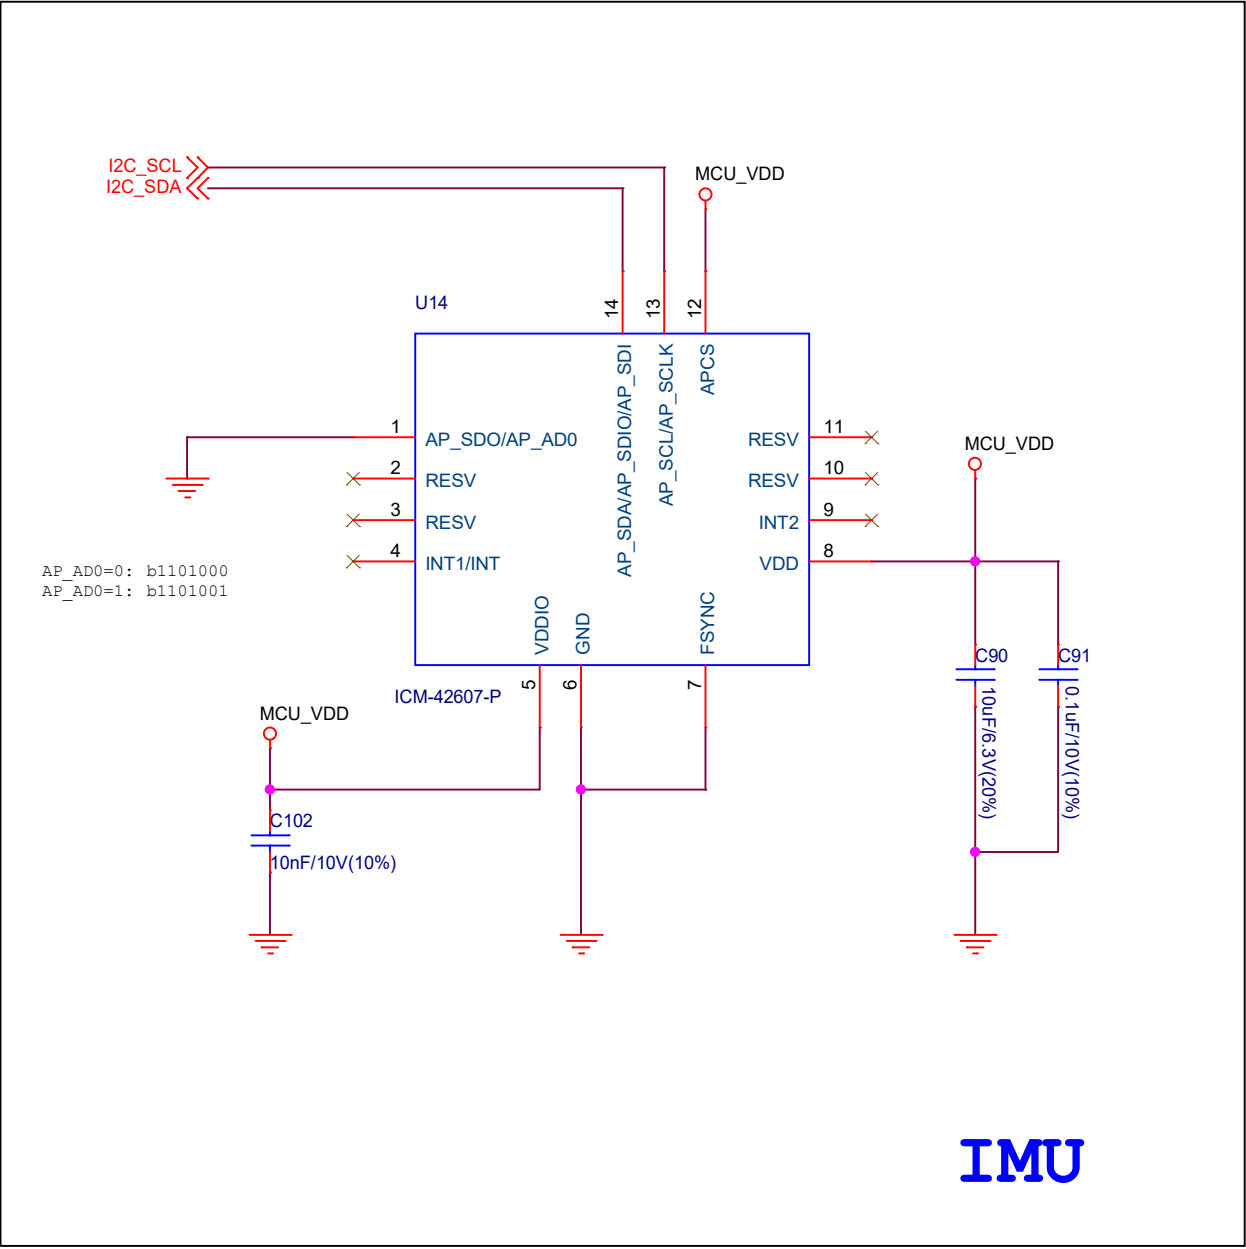 I2C_SCL
I2C_SDA
MCU_VDD
U14
14
13
12
AP_SDA/AP_SDIO/AP_SDI
AP_SCL/AP_SCLK
APCS
1
AP_SDO/AP_AD0
2
RESV
3
RESV
4
INT1/INT
11
RESV
10
RESV
9
INT2
8
VDD
MCU_VDD
AP_AD0=0: b1101000
AP_AD0=1: b1101001
VDDIO
GND
FSYNC
5
6
7
ICM-42607-P
C90
10uF/6.3V(20%)
C91
0.1uF/10V(10%)
MCU_VDD
C102
10nF/10V(10%)
IMU